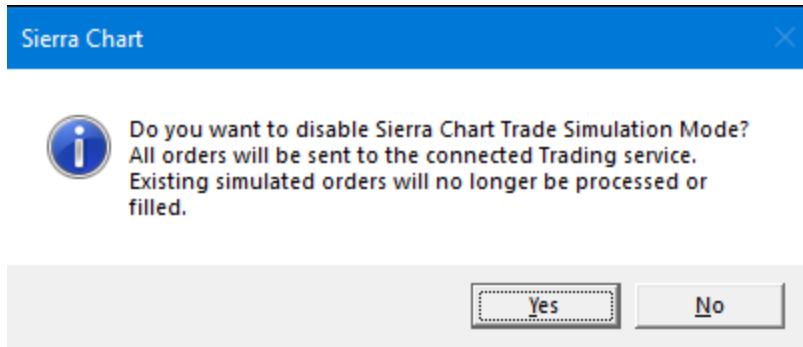 Sierra Chart
Do you want to disable Sierra Chart Trade Simulation Mode?
All orders will be sent to the connected Trading service.
Existing simulated orders will no longer be processed or
filled.
Yes
No